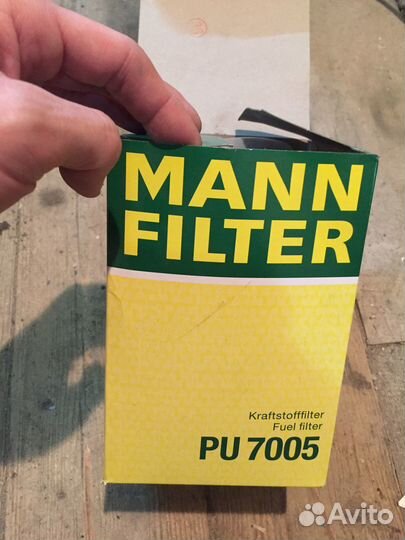 MANN
FILTER
Kraftstofffilter
Fuel filter
PU 7005
Avito